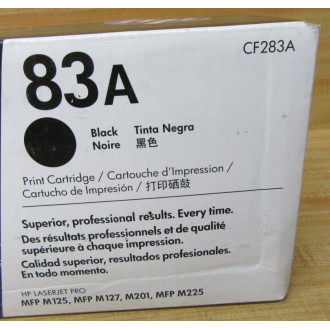 CF283A
83A
Black Tinta Negra
Noire 黑色
Print Cartridge / Cartouche d'Impression /
Cartucho de Impresión / 打印硒鼓
Superior, professional results. Every time.
Des résultats professionnels et de qualité
supérieure à chaque impression.
Calidad superior, resultados profesionales.
En todo momento.
HP LASERJET PRO
MFP M125, MFP M127, M201, MFP M225